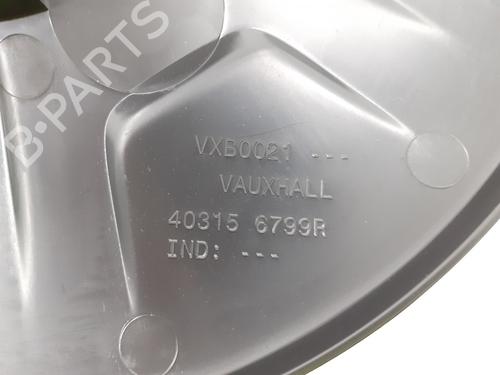 B-PARTS
VXB0021 ---
VAUXHALL
40315 6799R
IND: ---